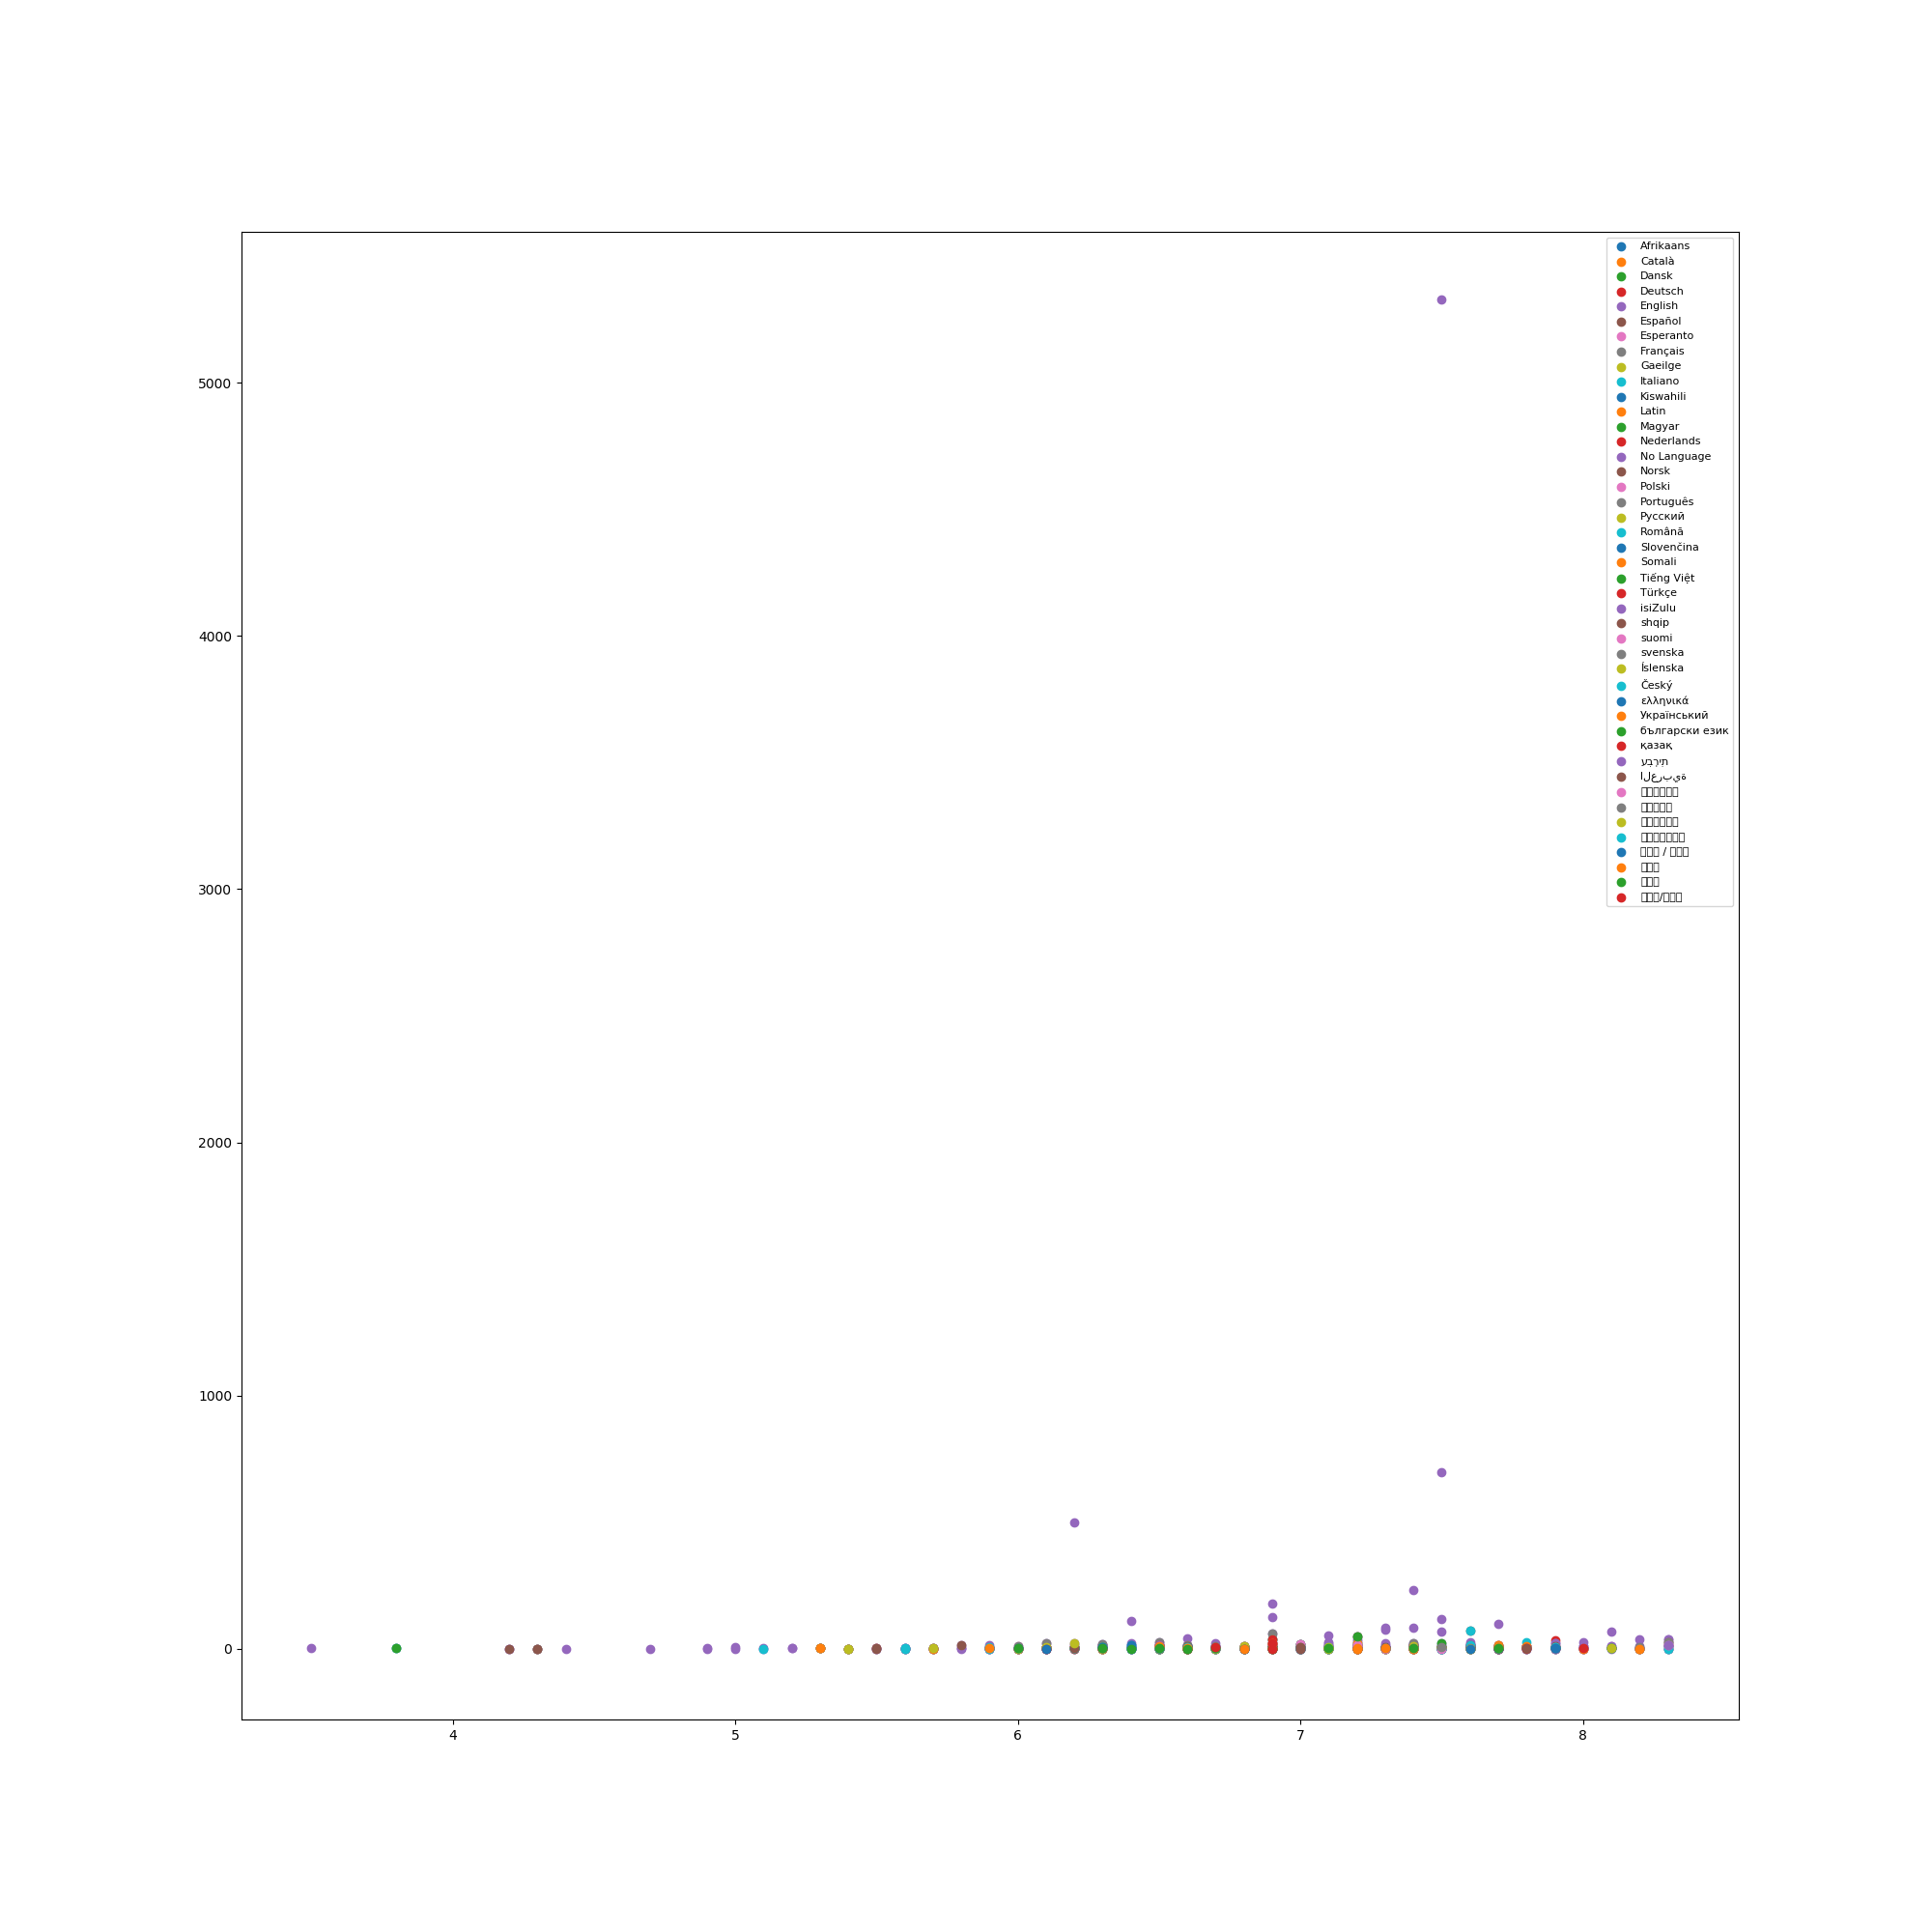 5000
4000
3000
2000
1000
0
4
5
6
7
8
Afrikaans
Català
Dansk
Deutsch
English
Español
Esperanto
Français
Gaeilge
Italiano
Kiswahili
Latin
Magyar
Nederlands
No Language
Norsk
Polski
Português
Pусский
Română
Slovenčina
Somali
Tiếng Việt
Türkçe
isiZulu
shqip
suomi
svenska
Íslenska
Český
ελληνικά
Український
български език
қазақ
עִבְרִית
العربية
/
/